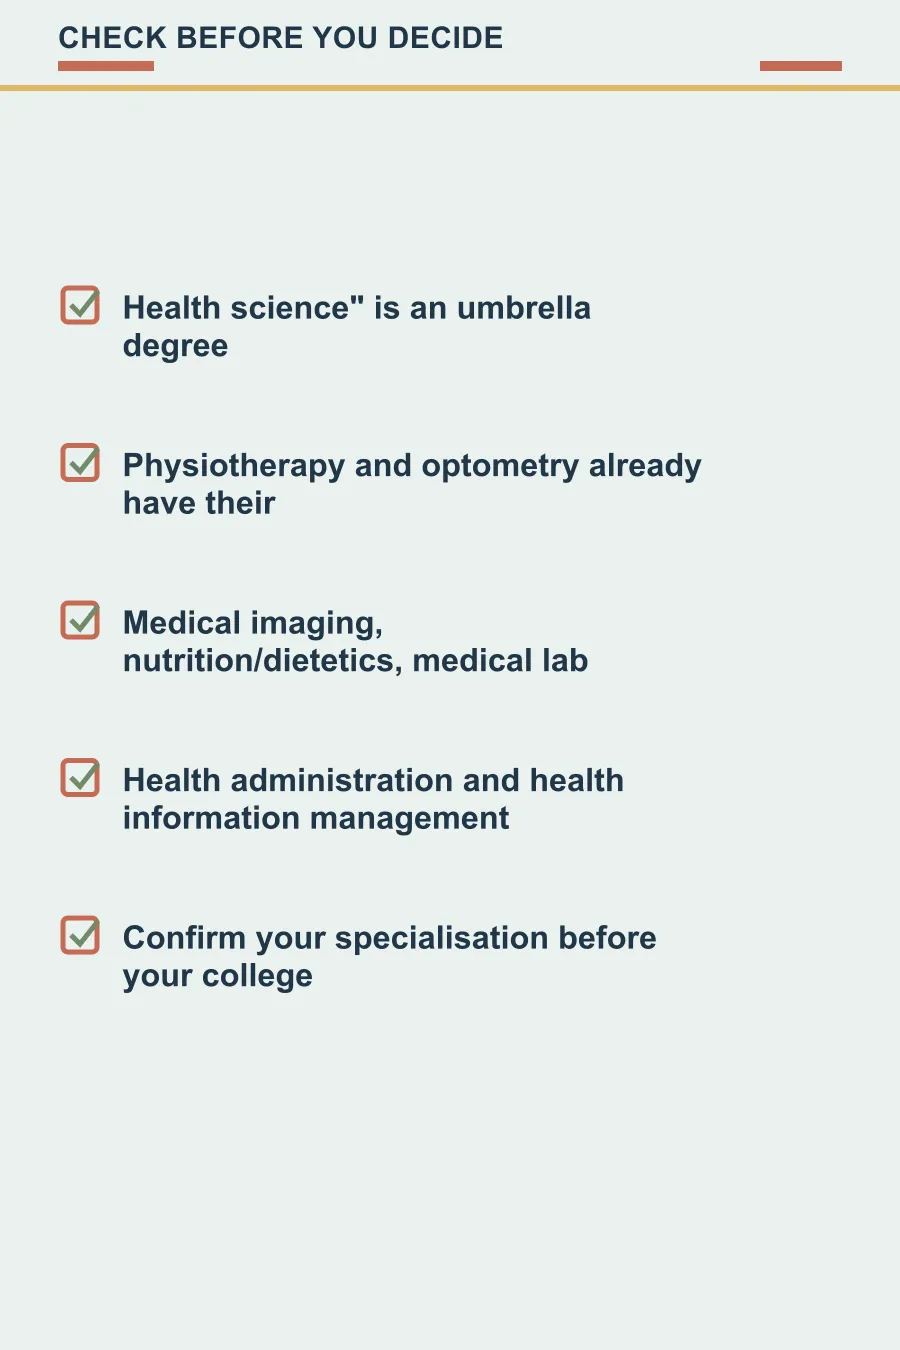 CHECK BEFORE YOU DECIDE
Health science" is an umbrella
degree
Physiotherapy and optometry already
have their
Medical imaging,
nutrition/dietetics, medical lab
Health administration and health
information management
Confirm your specialisation before
your college